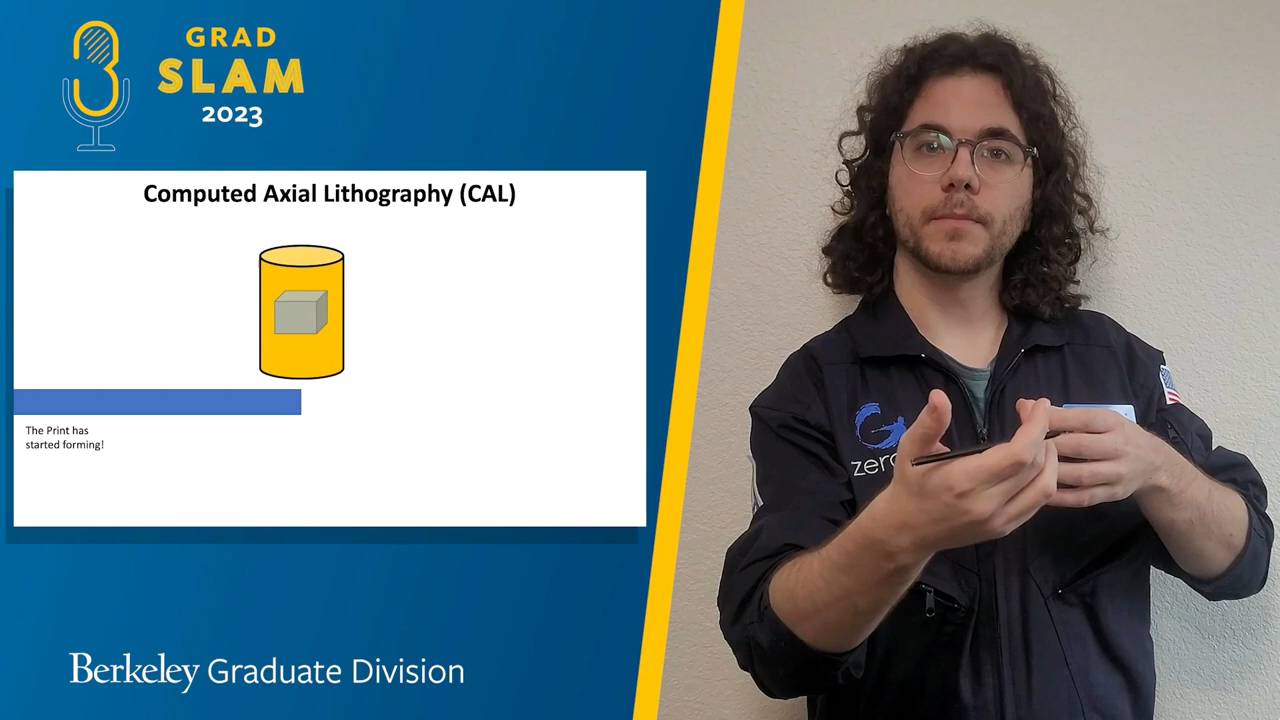 GRAD
SLAM
2023
Computed Axial Lithography (CAL)
The Print has
started forming!
Berkeley Graduate Division
zero